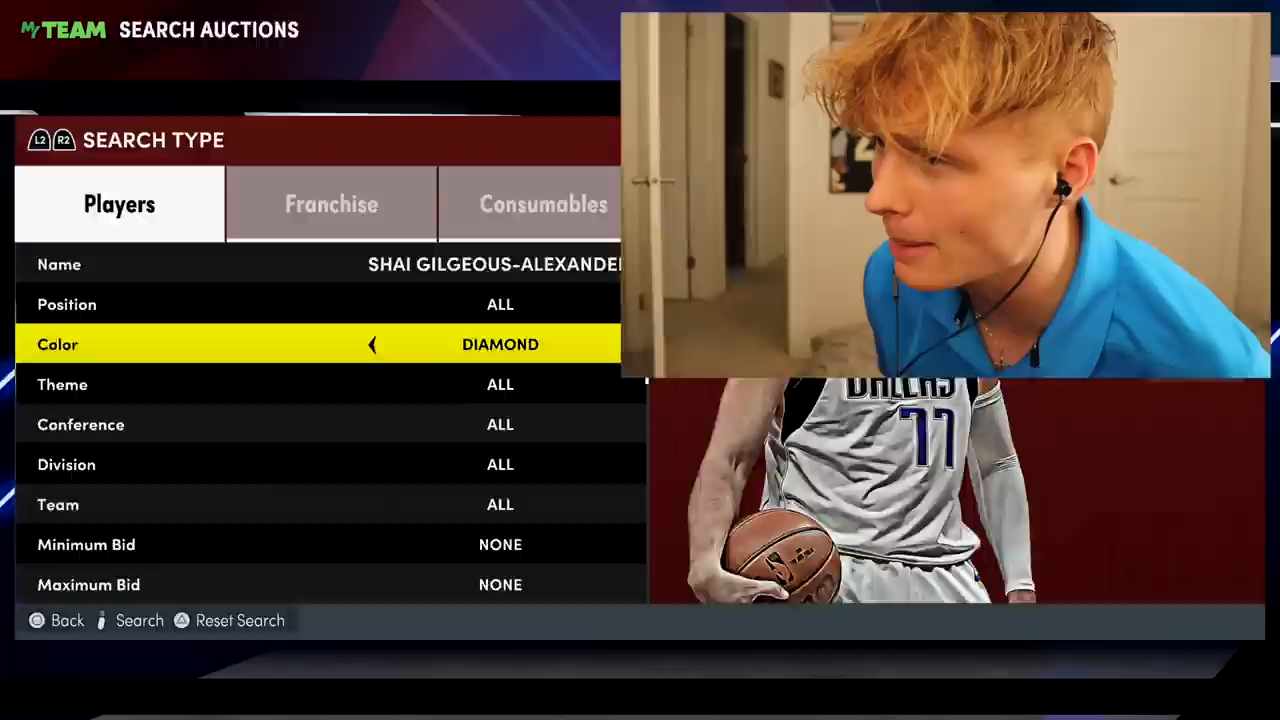 MyTEAM SEARCH AUCTIONS
L2 R2 SEARCH TYPE
Players Franchise Consumables
Name SHAI GILGEOUS-ALEXANDE
Position ALL
Color DIAMOND
Theme ALL
Conference ALL
Division ALL
Team ALL
Minimum Bid NONE
Maximum Bid NONE
Back Search Reset Search
77